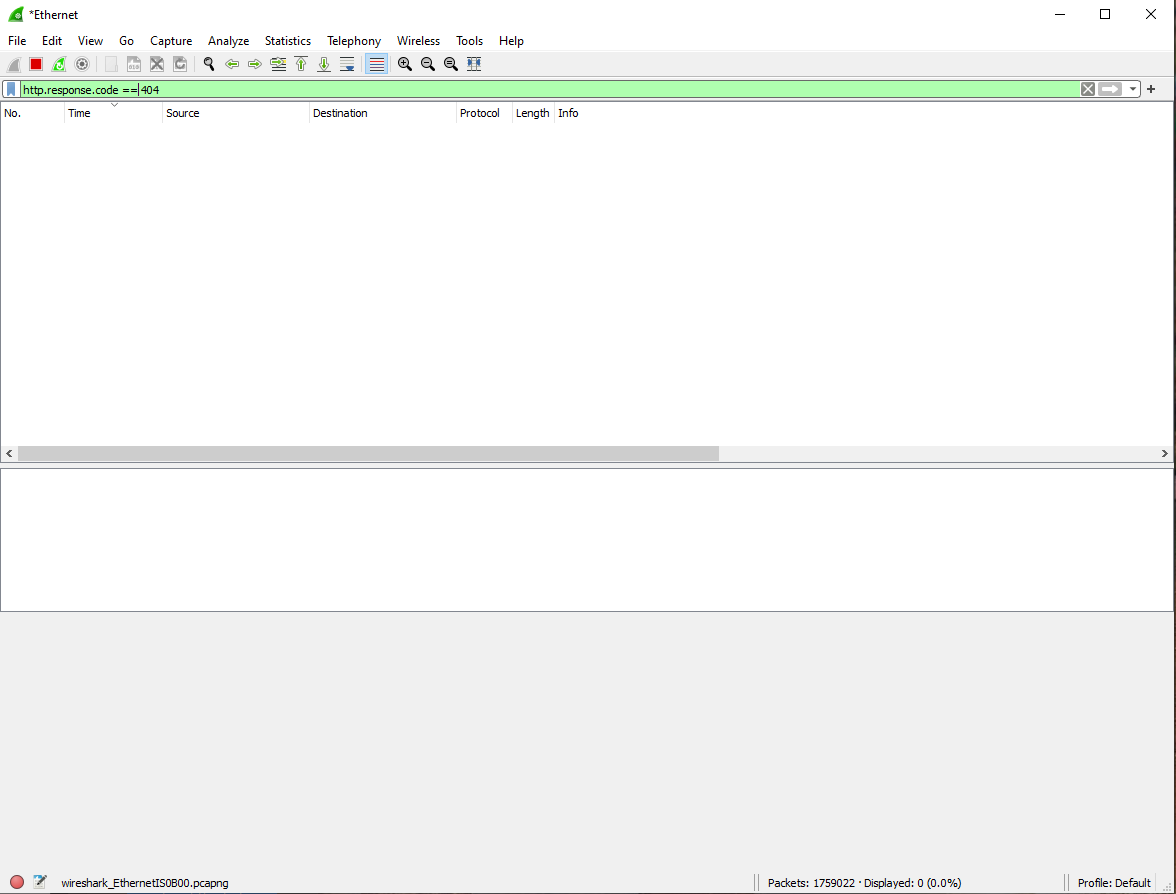 *Ethernet
File Edit View Go Capture Analyze Statistics Telephony Wireless Tools Help
http.response.code == 404
No. Time Source Destination Protocol Length Info
wireshark_EthernetIS0B00.pcapng Packets: 1759022 · Displayed: 0 (0.0%) Profile: Default